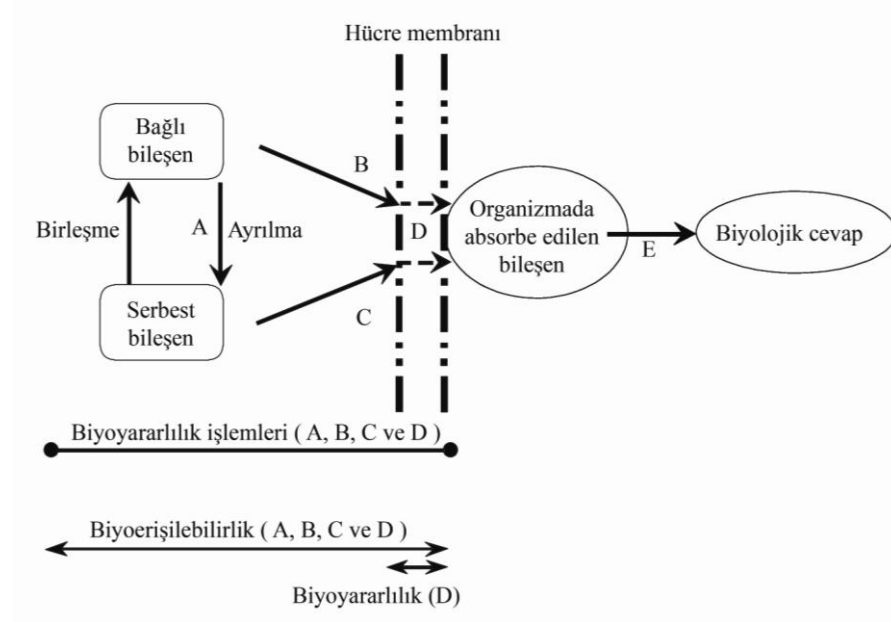 Hücre membranı
Bağlı
bileşen
B
Birleşme
A
Ayrılma
D
Organizmada
absorbe edilen
bileşen
E
Biyolojik cevap
Serbest
bileşen
C
Biyoyararlılık işlemleri ( A, B, C ve D )
Biyoerişilebilirlik ( A, B, C ve D )
Biyoyararlılık (D)